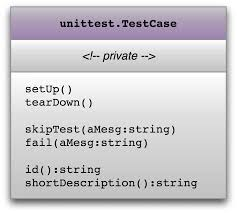 unittest.TestCase
<!-- private -->
setUp()
tearDown()
skipTest(aMesg:string)
fail(aMesg:string)
id():string
shortDescription():string